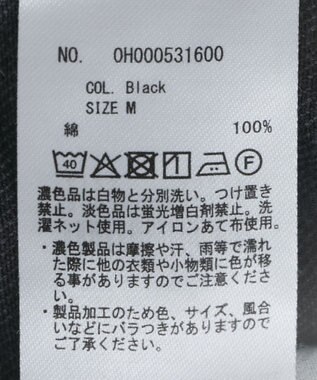 NO. 0H000531600
COL. Black
SIZE M
綿 100%
40 F
濃色品は白物と分別洗い。つけ置き
禁止。淡色品は蛍光増白剤禁止。洗
濯ネット使用。アイロンあて布使用。
・濃色製品は摩擦や汗、雨等で濡れ
た際に他の衣類や小物類に色が移
る事がありますのでご注意くださ
い。
・製品加工のため色、サイズ、風合
いなどにバラつきがありますので
ご了承ください。